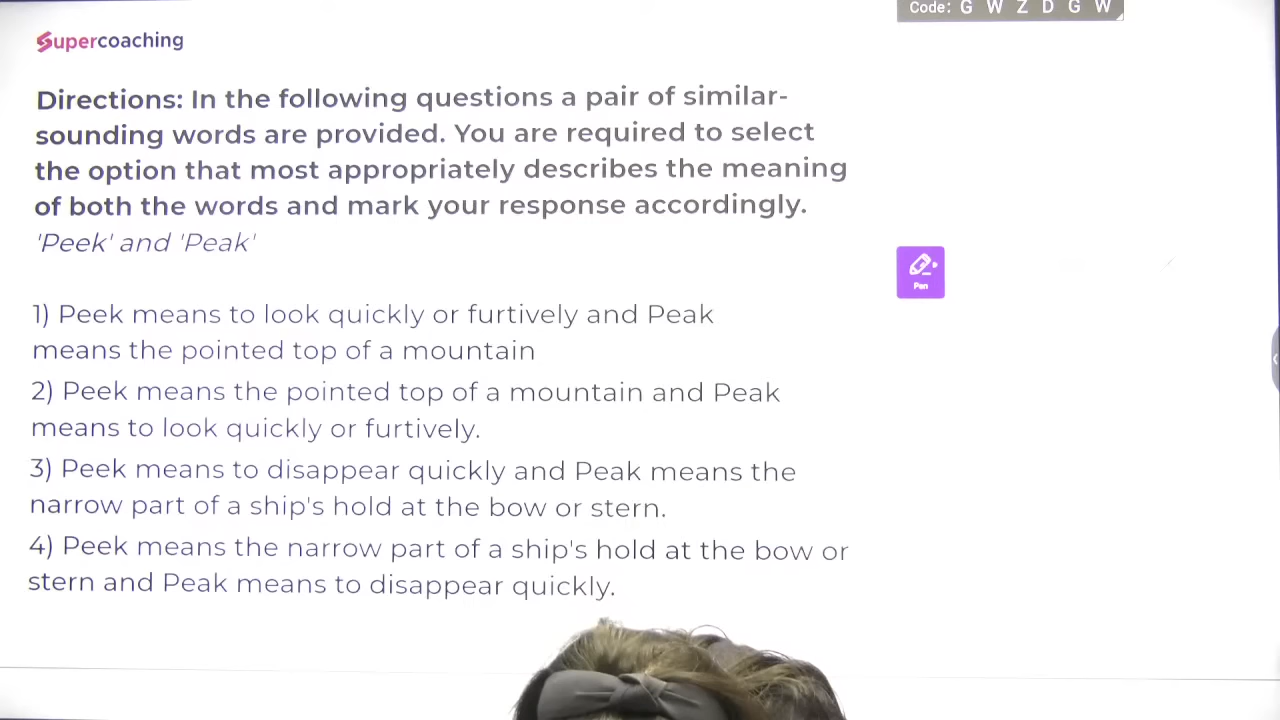 Code: G W Z D G W
Supercoaching
Directions: In the following questions a pair of similar-
sounding words are provided. You are required to select
the option that most appropriately describes the meaning
of both the words and mark your response accordingly.
'Peek' and 'Peak'
Pen
1) Peek means to look quickly or furtively and Peak
means the pointed top of a mountain
2) Peek means the pointed top of a mountain and Peak
means to look quickly or furtively.
3) Peek means to disappear quickly and Peak means the
narrow part of a ship's hold at the bow or stern.
4) Peek means the narrow part of a ship's hold at the bow or
stern and Peak means to disappear quickly.